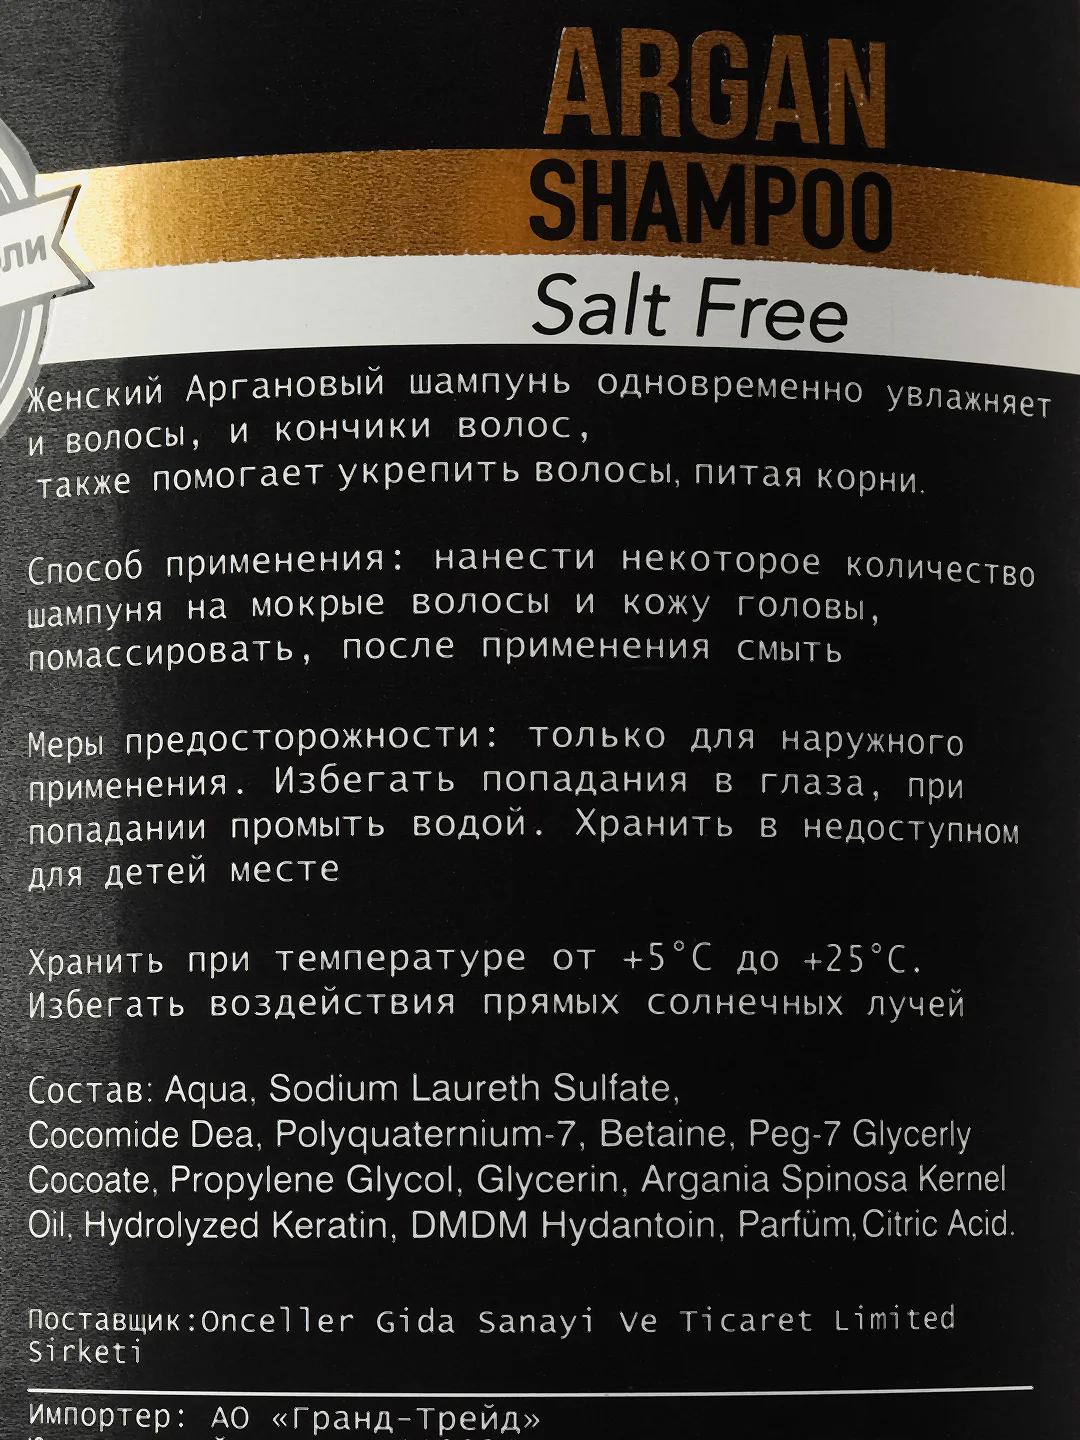 ARGAN
SHAMPOO
Salt Free
Женский Аргановый шампунь одновременно увлажняет
и волосы, и кончики волос,
также помогает укрепить волосы, питая корни.
Способ применения: нанести некоторое количество
шампуня на мокрые волосы и кожу головы,
помассировать, после применения смыть
Меры предосторожности: только для наружного
применения. Избегать попадания в глаза, при
попадании промыть водой. Хранить в недоступном
для детей месте
Хранить при температуре от +5°C до +25°C.
Избегать воздействия прямых солнечных лучей
Состав: Aqua, Sodium Laureth Sulfate,
Cocomide Dea, Polyquaternium-7, Betaine, Peg-7 Glycerly
Cocoate, Propylene Glycol, Glycerin, Argania Spinosa Kernel
Oil, Hydrolyzed Keratin, DMDM Hydantoin, Parfüm,Citric Acid.
Поставщик:Onceller Gida Sanayi Ve Ticaret Limited
Sirketi
Импортер: АО «Гранд-Трейд»